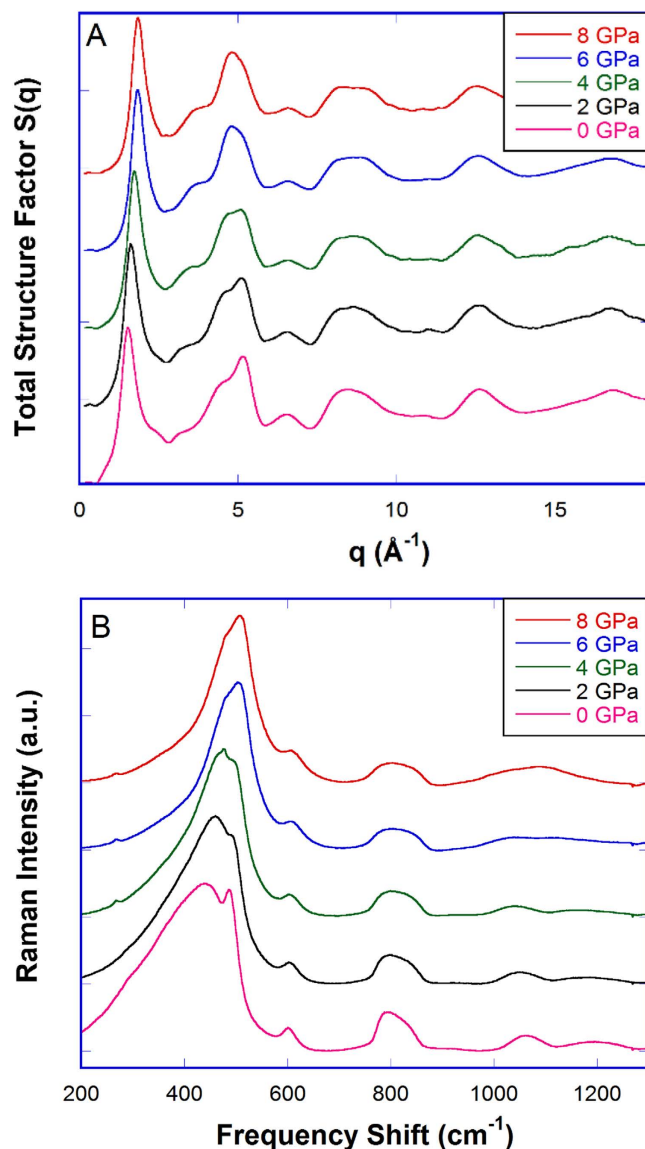 A
Total Structure Factor S(q)
8 GPa
6 GPa
4 GPa
2 GPa
0 GPa
0 5 10 15
q (Å⁻¹)
B
Raman Intensity (a.u.)
8 GPa
6 GPa
4 GPa
2 GPa
0 GPa
200 400 600 800 1000 1200
Frequency Shift (cm⁻¹)